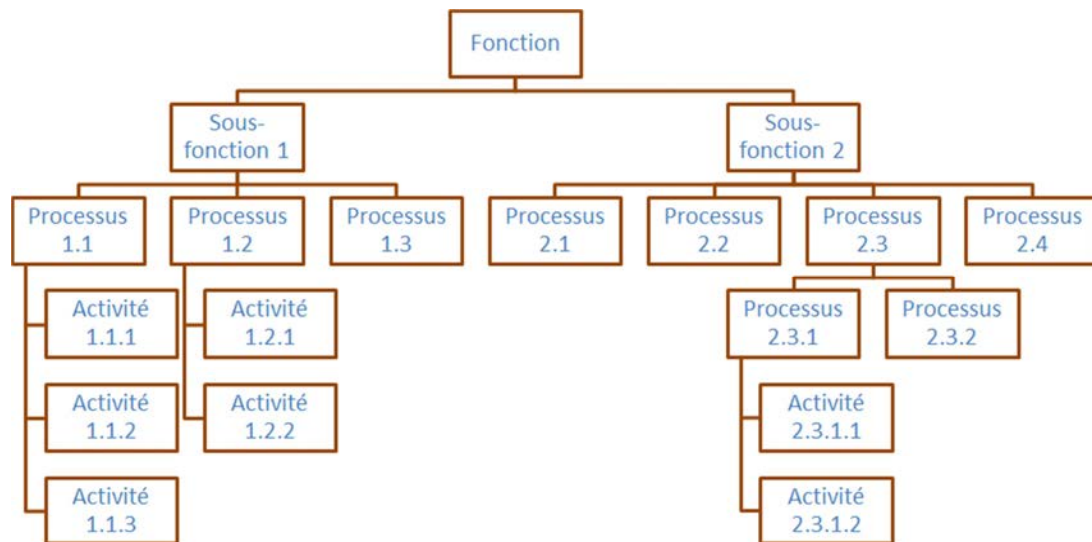 Fonction
Sous-
fonction 1
Sous-
fonction 2
Processus
1.1
Processus
1.2
Processus
1.3
Processus
2.1
Processus
2.2
Processus
2.3
Processus
2.4
Activité
1.1.1
Activité
1.2.1
Processus
2.3.1
Processus
2.3.2
Activité
1.1.2
Activité
1.2.2
Activité
2.3.1.1
Activité
1.1.3
Activité
2.3.1.2